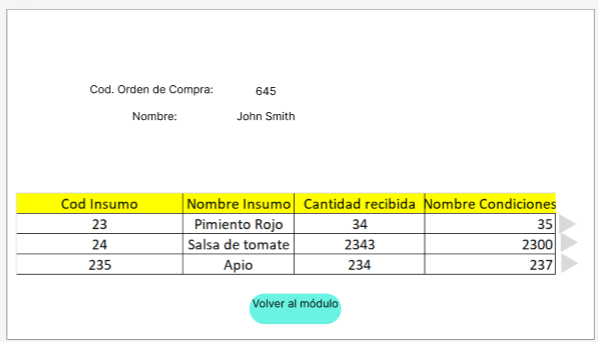 Cod. Orden de Compra: 645
Nombre: John Smith
Cod Insumo Nombre Insumo Cantidad recibida Nombre Condiciones
23 Pimiento Rojo 34 35
24 Salsa de tomate 2343 2300
235 Apio 234 237
Volver al módulo